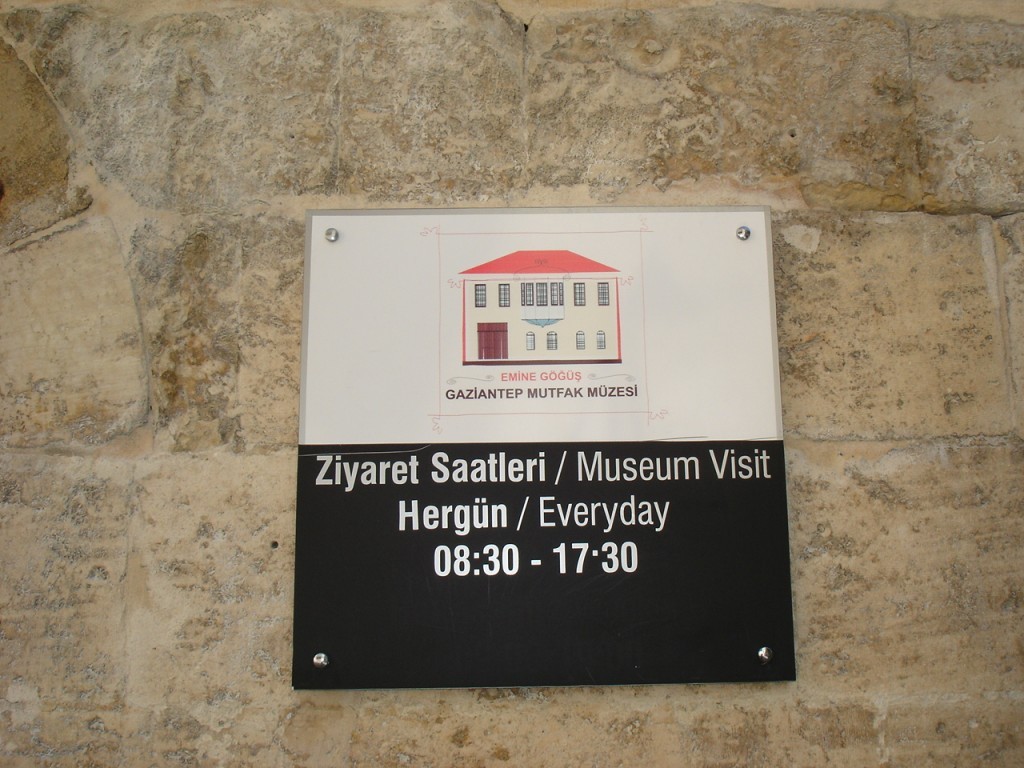 EMİNE GÖĞÜŞ
GAZİANTEP MUTFAK MÜZESİ
Ziyaret Saatleri / Museum Visit
Hergün / Everyday
08:30 - 17:30